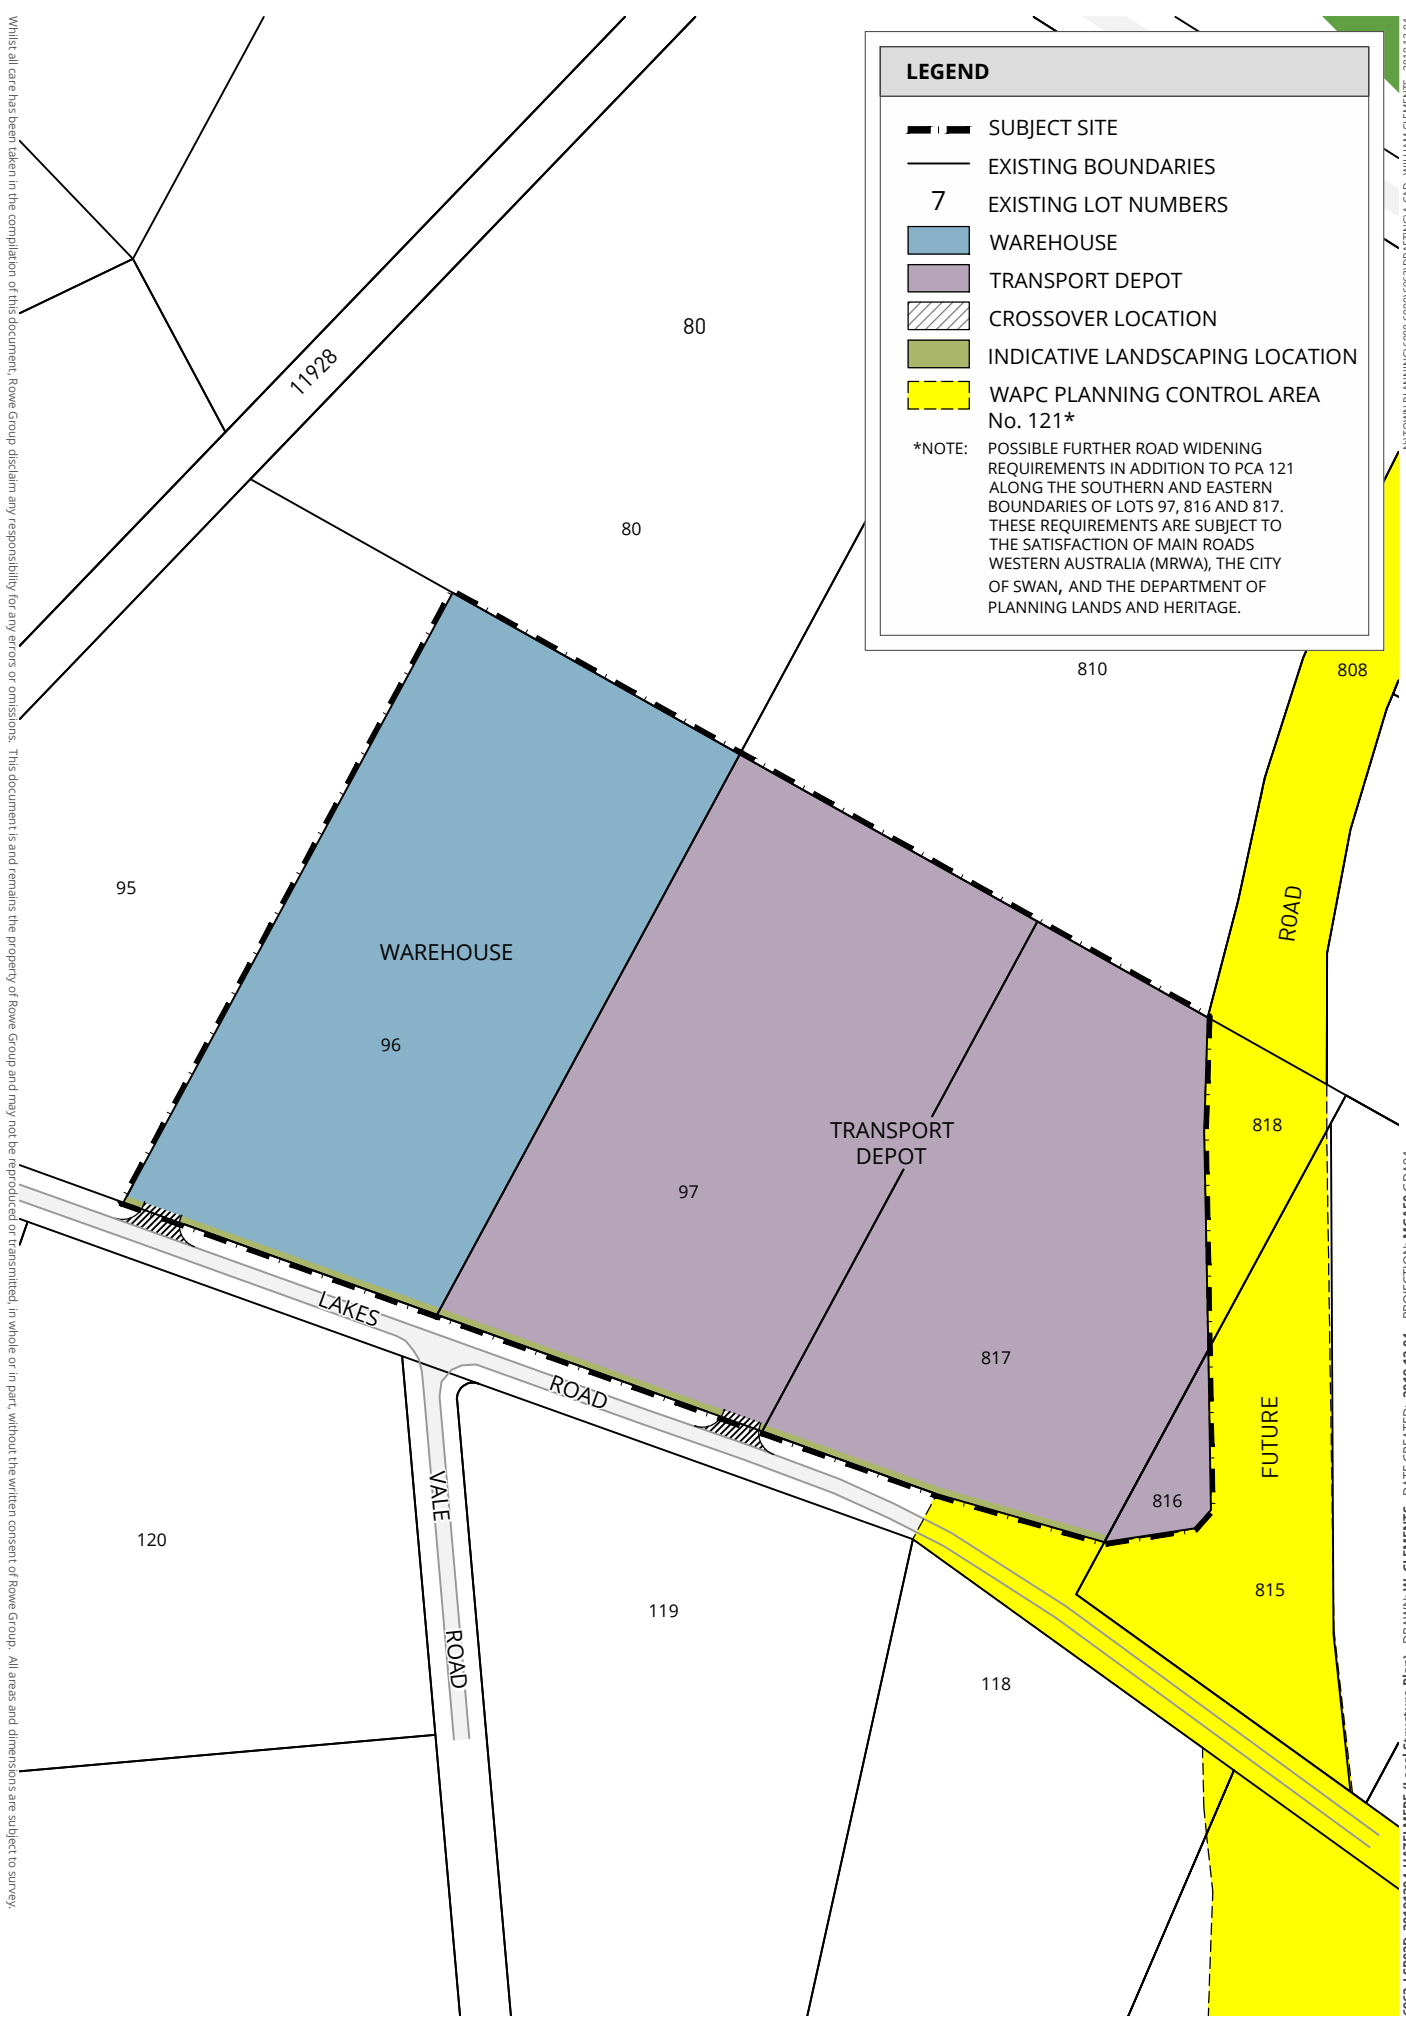 LEGEND
SUBJECT SITE
EXISTING BOUNDARIES
7 EXISTING LOT NUMBERS
WAREHOUSE
TRANSPORT DEPOT
CROSSOVER LOCATION
INDICATIVE LANDSCAPING LOCATION
WAPC PLANNING CONTROL AREA
No. 121*
*NOTE: POSSIBLE FURTHER ROAD WIDENING
REQUIREMENTS IN ADDITION TO PCA 121
ALONG THE SOUTHERN AND EASTERN
BOUNDARIES OF LOTS 97, 816 AND 817.
THESE REQUIREMENTS ARE SUBJECT TO
THE SATISFACTION OF MAIN ROADS
WESTERN AUSTRALIA (MRWA), THE CITY
OF SWAN, AND THE DEPARTMENT OF
PLANNING LANDS AND HERITAGE.
80
11928
80
810
808
95
ROAD
WAREHOUSE
96
818
TRANSPORT
DEPOT
97
LAKES
817
ROAD
FUTURE
VALE
816
120
815
119
ROAD
118
Whilst all care has been taken in the compilation of this document, Rowe Group disclaim any responsibility for any errors or omissions. This document is and remains the property of Rowe Group and may not be reproduced or transmitted, in whole or in part, without the written consent of Rowe Group. All areas and dimensions are subject to survey.